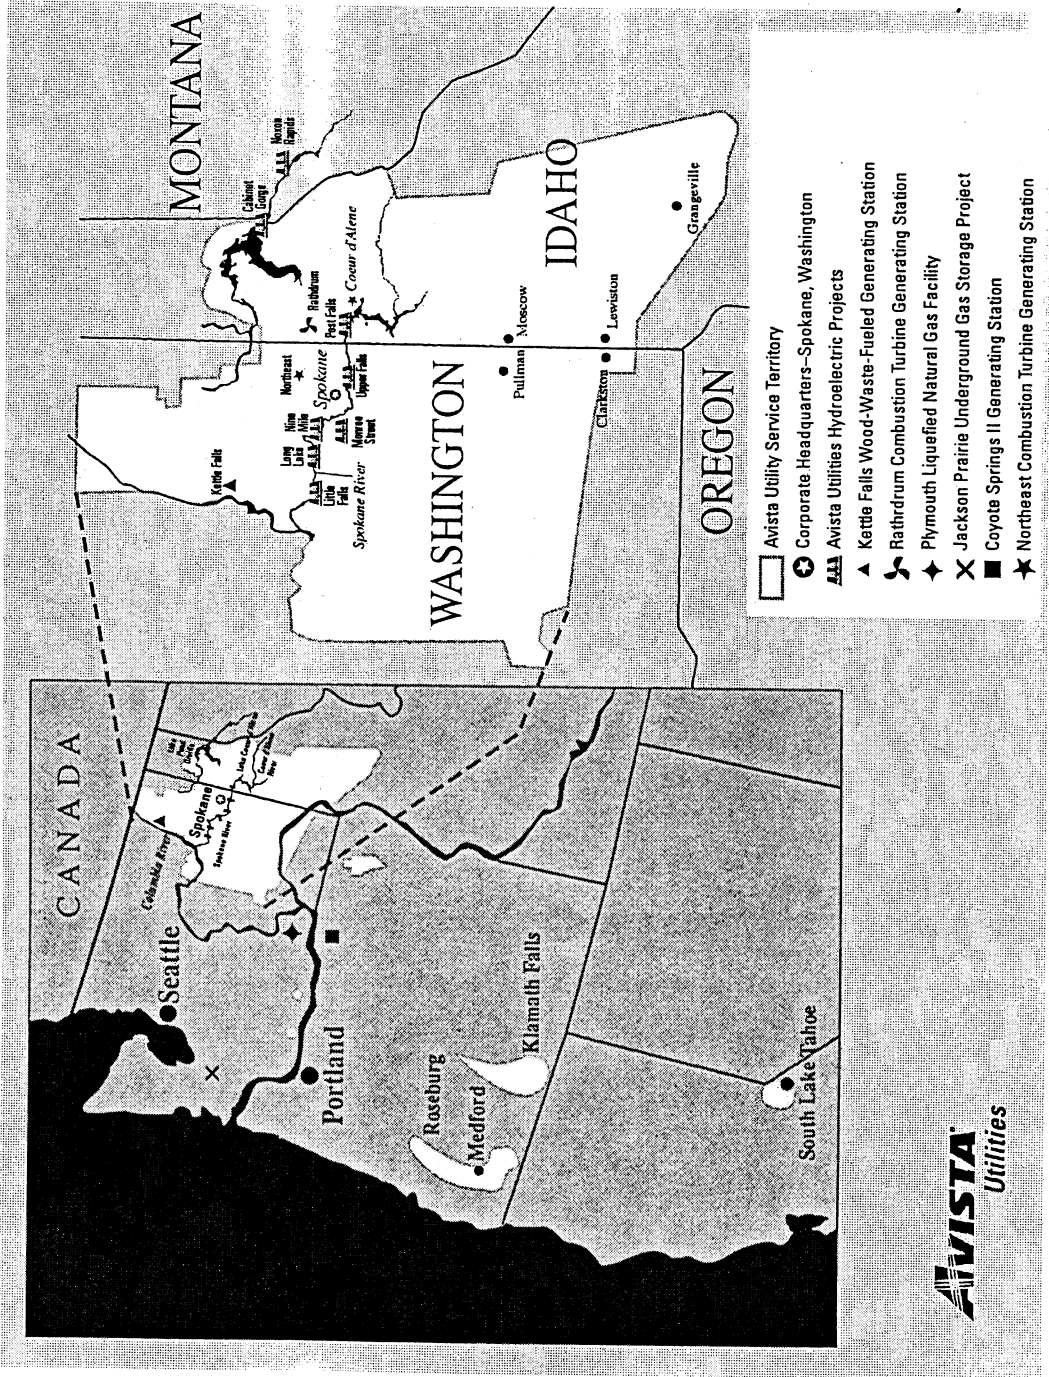 CANADA
Seattle
Portland
Columbia River
Spokane
Spokane River
Roseburg
Medford
Klamath Falls
South Lake Tahoe
MONTANA
Cabinet
Gorge
Noxon
Rapids
Kettle Falls
Northeast
Rathdrum
Post Falls
Coeur d'Alene
Long
Lake
Nine
Mile
Spokane
Upper Falls
Monroe
Street
Little
Falls
Spokane River
WASHINGTON
IDAHO
Pullman
Moscow
Clarkston
Lewiston
Grangeville
OREGON
Avista Utility Service Territory
Corporate Headquarters–Spokane, Washington
Avista Utilities Hydroelectric Projects
Kettle Falls Wood-Waste-Fueled Generating Station
Rathdrum Combustion Turbine Generating Station
Plymouth Liquefied Natural Gas Facility
Jackson Prairie Underground Gas Storage Project
Coyote Springs II Generating Station
Northeast Combustion Turbine Generating Station
AVISTA
Utilities